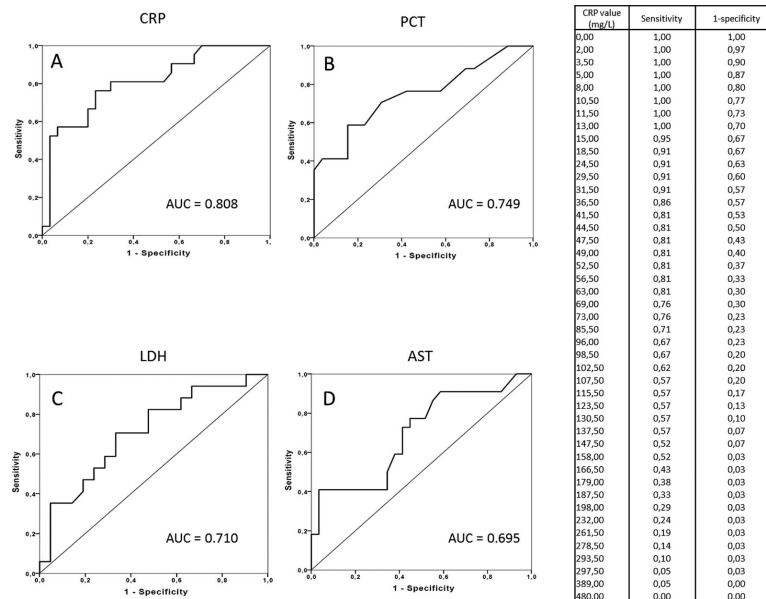 CRP
A
1,0
0,8
0,6
0,4
0,2
0,0
Sensitivity
0,0 0,2 0,4 0,6 0,8 1,
1 - Specificity
AUC = 0.808
PCT
B
1,0
0,8
0,6
0,4
0,2
0,0
Sensitivity
0,0 0,2 0,4 0,6 0,8 1,0
1 - Specificity
AUC = 0.749
LDH
C
1,0
0,8
0,6
0,4
0,2
0,0
Sensitivity
0,0 0,2 0,4 0,6 0,8 1,0
1 - Specificity
AUC = 0.710
AST
D
1,0
0,8
0,6
0,4
0,2
0,0
Sensitivity
0,0 0,2 0,4 0,6 0,8 1,0
1 - Specificity
AUC = 0.695
CRP value (mg/L) Sensitivity 1-specificity
0,00 1,00 1,00
2,00 1,00 0,97
3,50 1,00 0,90
5,00 1,00 0,87
8,00 1,00 0,80
10,50 1,00 0,77
11,50 1,00 0,73
13,00 1,00 0,70
15,00 0,95 0,67
18,50 0,91 0,67
24,50 0,91 0,63
29,50 0,91 0,60
31,50 0,91 0,57
36,50 0,86 0,57
41,50 0,81 0,53
44,50 0,81 0,50
47,50 0,81 0,43
49,00 0,81 0,40
52,50 0,81 0,37
56,50 0,81 0,33
63,00 0,81 0,30
69,00 0,76 0,30
73,00 0,76 0,23
85,50 0,71 0,23
96,00 0,67 0,23
98,50 0,67 0,20
102,50 0,62 0,20
107,50 0,57 0,20
115,50 0,57 0,17
123,50 0,57 0,13
130,50 0,57 0,10
137,50 0,57 0,07
147,50 0,52 0,07
158,00 0,52 0,03
166,50 0,43 0,03
179,00 0,38 0,03
187,50 0,33 0,03
198,00 0,29 0,03
232,00 0,24 0,03
261,50 0,19 0,03
278,50 0,14 0,03
293,50 0,10 0,03
297,50 0,05 0,03
389,00 0,05 0,00
480,00 0,00 0,00